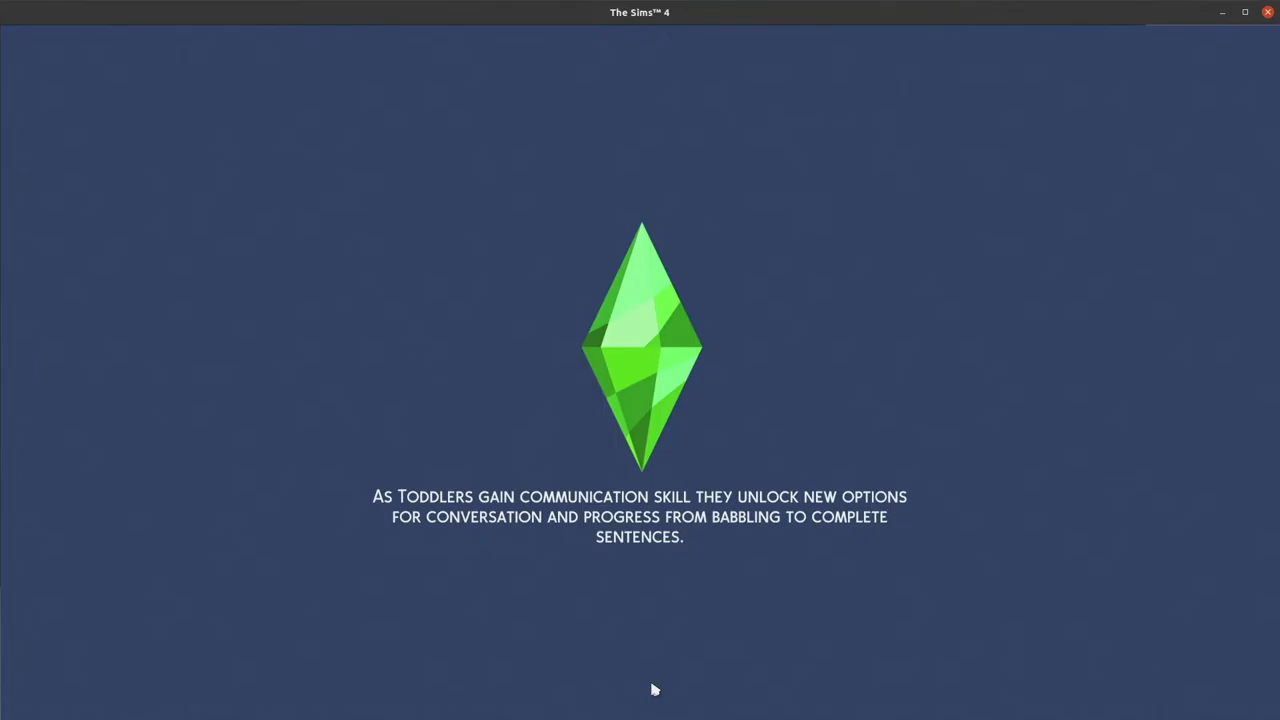 The Sims™ 4
As Toddlers gain communication skill they unlock new options
for conversation and progress from babbling to complete
sentences.